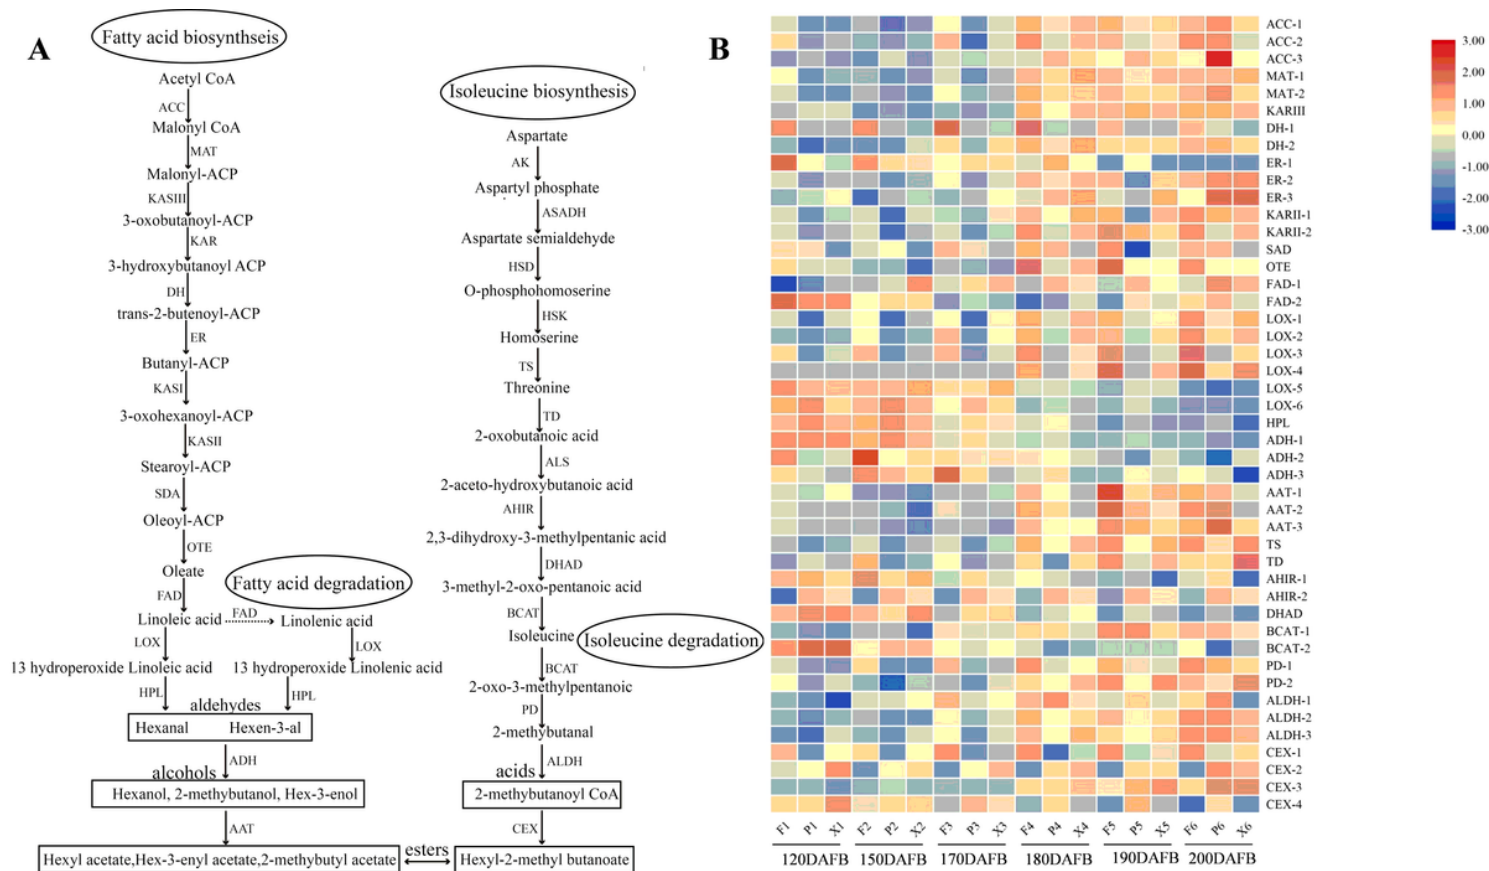 A
Fatty acid biosynthseis
Acetyl CoA
ACC
Malonyl CoA
MAT
Malonyl-ACP
KASIII
3-oxobutanoyl-ACP
KAR
3-hydroxybutanoyl ACP
DH
trans-2-butenoyl-ACP
ER
Butanyl-ACP
KASI
3-oxohexanoyl-ACP
KASII
Stearoyl-ACP
SDA
Oleoyl-ACP
OTE
Oleate
FAD
Fatty acid degradation
Linoleic acid
FAD
Linolenic acid
LOX
LOX
13 hydroperoxide Linoleic acid
13 hydroperoxide Linolenic acid
HPL
HPL
aldehydes
Hexanal Hexen-3-al
ADH
alcohols
Hexanol, 2-methybutanol, Hex-3-enol
AAT
Hexyl acetate,Hex-3-enyl acetate,2-methybutyl acetate
esters
Isoleucine biosynthesis
Aspartate
AK
Aspartyl phosphate
ASADH
Aspartate semialdehyde
HSD
O-phosphohomoserine
HSK
Homoserine
TS
Threonine
TD
2-oxobutanoic acid
ALS
2-aceto-hydroxybutanoic acid
AHIR
2,3-dihydroxy-3-methylpentanic acid
DHAD
3-methyl-2-oxo-pentanoic acid
BCAT
Isoleucine
Isoleucine degradation
BCAT
2-oxo-3-methylpentanoic
PD
2-methybutanal
ALDH
acids
2-methybutanoyl CoA
CEX
Hexyl-2-methyl butanoate
B
ACC-1
ACC-2
ACC-3
MAT-1
MAT-2
KARIII
DH-1
DH-2
ER-1
ER-2
ER-3
KARII-1
KARII-2
SAD
OTE
FAD-1
FAD-2
LOX-1
LOX-2
LOX-3
LOX-4
LOX-5
LOX-6
HPL
ADH-1
ADH-2
ADH-3
AAT-1
AAT-2
AAT-3
TS
TD
AHIR-1
AHIR-2
DHAD
BCAT-1
BCAT-2
PD-1
PD-2
ALDH-1
ALDH-2
ALDH-3
CEX-1
CEX-2
CEX-3
CEX-4
F1 P1 X1 F2 P2 X2 F3 P3 X3 F4 P4 X4 F5 P5 X5 F6 P6 X6
120DAFB 150DAFB 170DAFB 180DAFB 190DAFB 200DAFB
3.00
2.00
1.00
0.00
-1.00
-2.00
-3.00